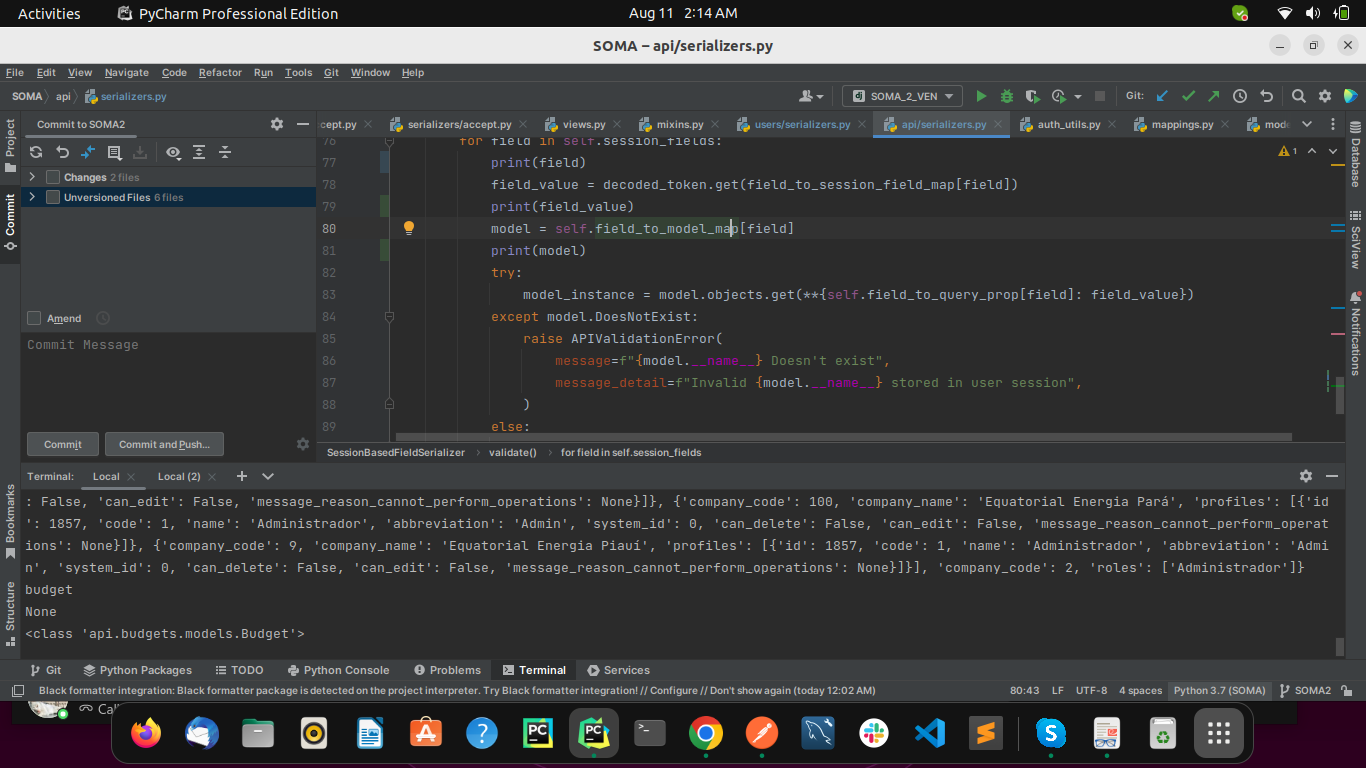 Activities
PyCharm Professional Edition
Aug 11 2:14 AM
SOMA – api/serializers.py
File Edit View Navigate Code Refactor Run Tools Git Window Help
SOMA api serializers.py
SOMA_2_VEN
Git:
Project
Commit
Bookmarks
Structure
Commit to SOMA2
Changes 2 files
Unversioned Files 6 files
Amend
Commit Message
Commit
Commit and Push...
cept.py serializers/accept.py views.py mixins.py users/serializers.py api/serializers.py auth_utils.py mappings.py mode
1
76 for field in self.session_fields:
77 print(field)
78 field_value = decoded_token.get(field_to_session_field_map[field])
79 print(field_value)
80 model = self.field_to_model_map[field]
81 print(model)
82 try:
83 model_instance = model.objects.get(**{self.field_to_query_prop[field]: field_value})
84 except model.DoesNotExist:
85 raise APIValidationError(
86 message=f"{model.__name__} Doesn't exist",
87 message_detail=f"Invalid {model.__name__} stored in user session",
88 )
89 else:
SessionBasedFieldSerializer validate() for field in self.session_fields
Database
SciView
Notifications
Terminal: Local Local (2)
: False, 'can_edit': False, 'message_reason_cannot_perform_operations': None}]}, {'company_code': 100, 'company_name': 'Equatorial Energia Pará', 'profiles': [{'id
': 1857, 'code': 1, 'name': 'Administrador', 'abbreviation': 'Admin', 'system_id': 0, 'can_delete': False, 'can_edit': False, 'message_reason_cannot_perform_operat
ions': None}]}, {'company_code': 9, 'company_name': 'Equatorial Energia Piauí', 'profiles': [{'id': 1857, 'code': 1, 'name': 'Administrador', 'abbreviation': 'Admi
n', 'system_id': 0, 'can_delete': False, 'can_edit': False, 'message_reason_cannot_perform_operations': None}]}], 'company_code': 2, 'roles': ['Administrador']}
budget
None
<class 'api.budgets.models.Budget'>
Git Python Packages TODO Python Console Problems Terminal Services
Black formatter integration: Black formatter package is detected on the project interpreter. Try Black formatter integration! // Configure // Don't show again (today 12:02 AM)
80:43 LF UTF-8 4 spaces Python 3.7 (SOMA) SOMA2
Call